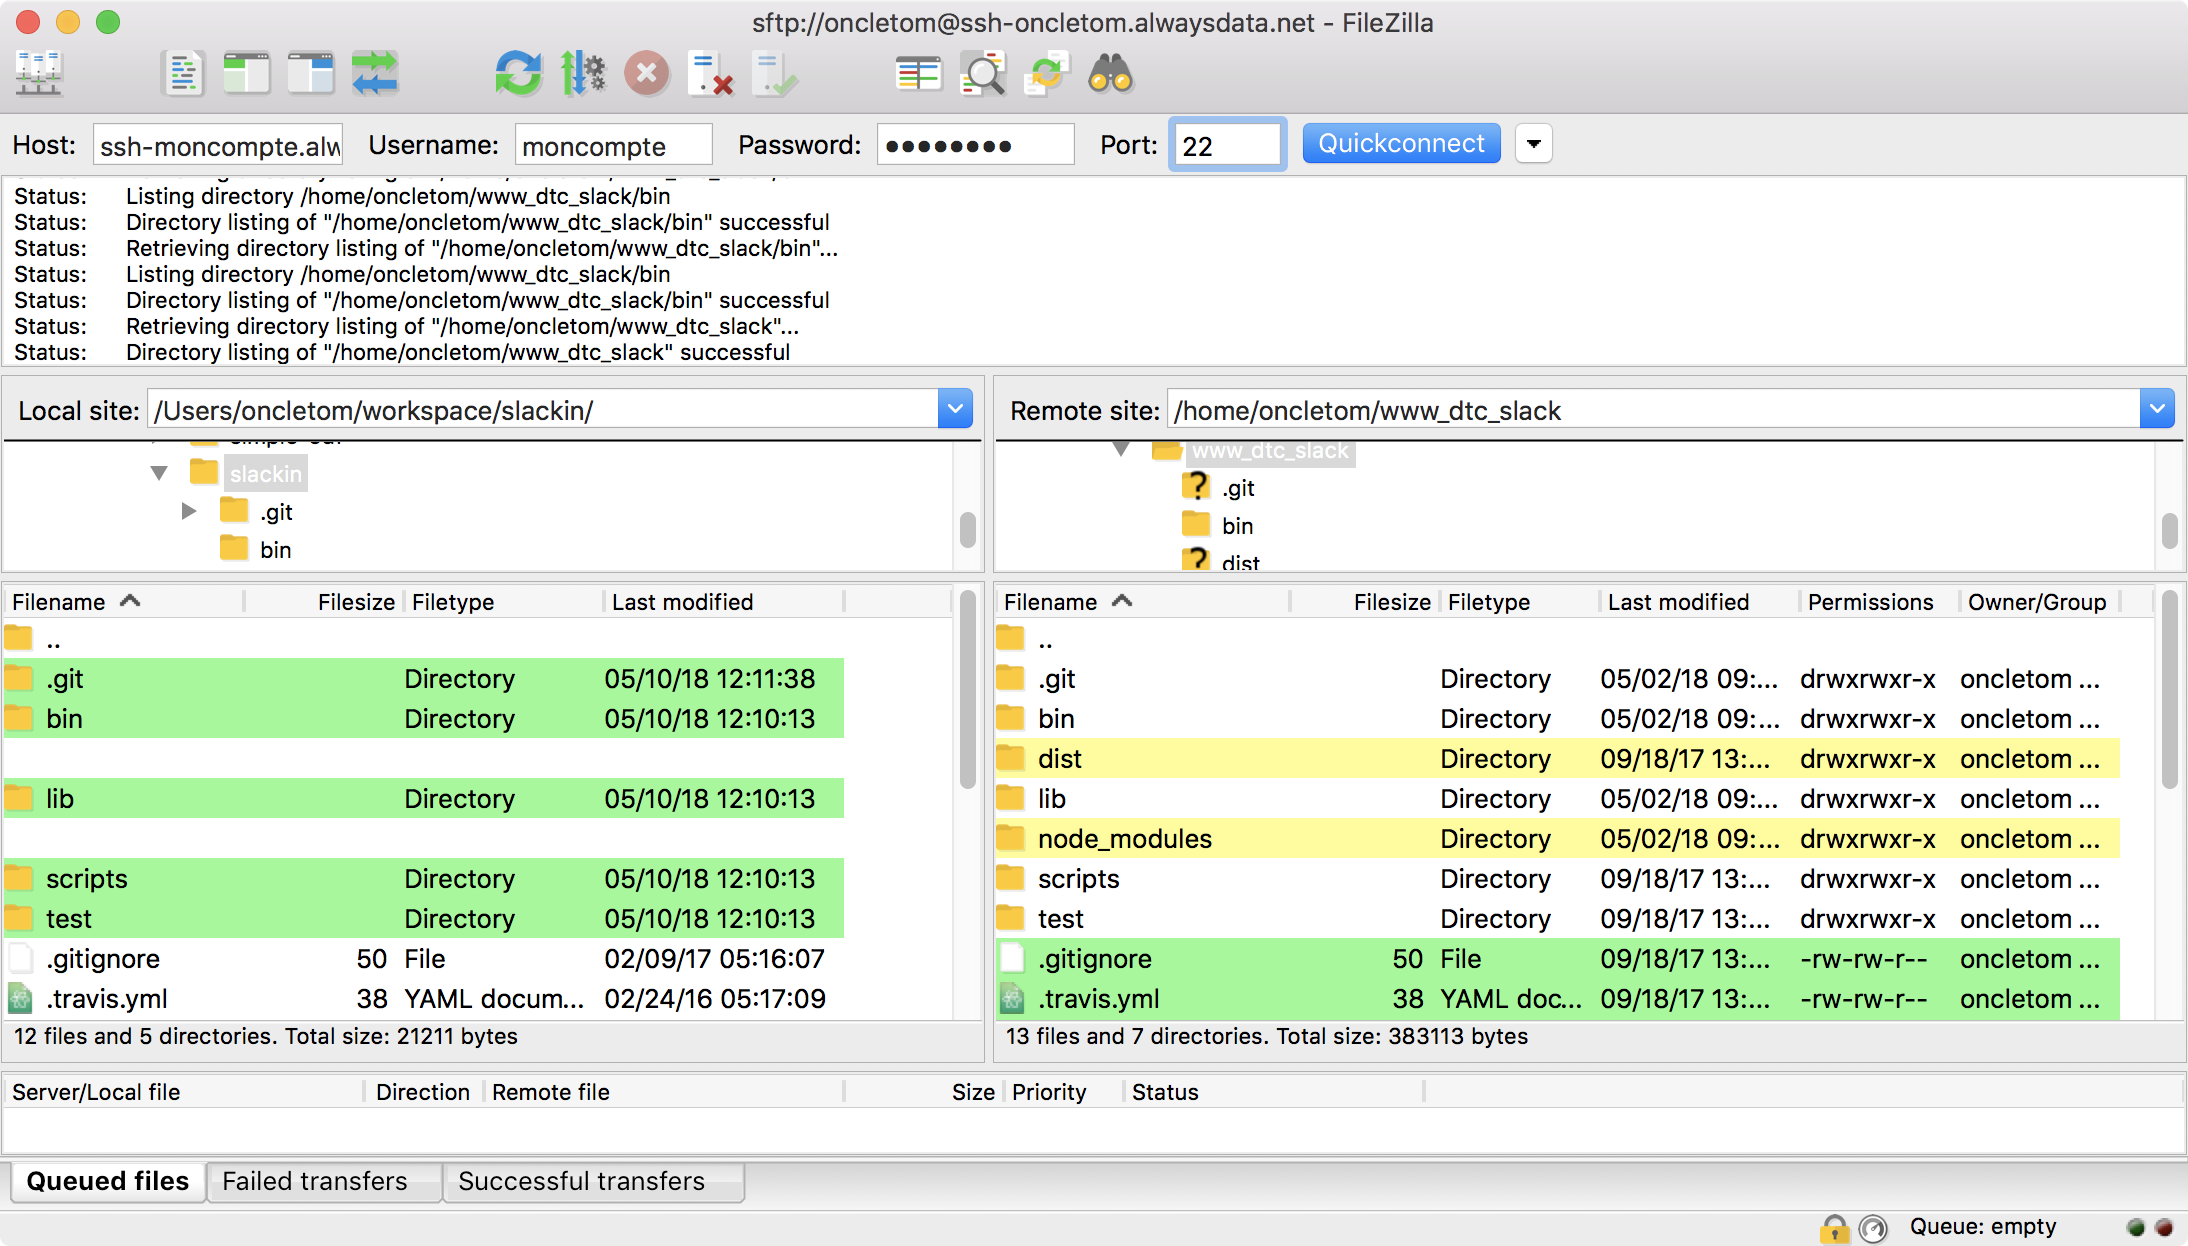 sftp://oncletom@ssh-oncletom.alwaysdata.net - FileZilla
Host: ssh-moncompte.alw Username: moncompte Password: ●●●●●●●● Port: 22 Quickconnect
Status: Listing directory /home/oncletom/www_dtc_slack/bin
Status: Directory listing of "/home/oncletom/www_dtc_slack/bin" successful
Status: Retrieving directory listing of "/home/oncletom/www_dtc_slack/bin"...
Status: Listing directory /home/oncletom/www_dtc_slack/bin
Status: Directory listing of "/home/oncletom/www_dtc_slack/bin" successful
Status: Retrieving directory listing of "/home/oncletom/www_dtc_slack"...
Status: Directory listing of "/home/oncletom/www_dtc_slack" successful
Local site: /Users/oncletom/workspace/slackin/
slackin
.git
bin
Filename Filesize Filetype Last modified
..
.git Directory 05/10/18 12:11:38
bin Directory 05/10/18 12:10:13
lib Directory 05/10/18 12:10:13
scripts Directory 05/10/18 12:10:13
test Directory 05/10/18 12:10:13
.gitignore 50 File 02/09/17 05:16:07
.travis.yml 38 YAML docum... 02/24/16 05:17:09
12 files and 5 directories. Total size: 21211 bytes
Remote site: /home/oncletom/www_dtc_slack
www_dtc_slack
.git
bin
dist
Filename Filesize Filetype Last modified Permissions Owner/Group
..
.git Directory 05/02/18 09:... drwxrwxr-x oncletom ...
bin Directory 05/02/18 09:... drwxrwxr-x oncletom ...
dist Directory 09/18/17 13:... drwxrwxr-x oncletom ...
lib Directory 05/02/18 09:... drwxrwxr-x oncletom ...
node_modules Directory 05/02/18 09:... drwxrwxr-x oncletom ...
scripts Directory 09/18/17 13:... drwxrwxr-x oncletom ...
test Directory 09/18/17 13:... drwxrwxr-x oncletom ...
.gitignore 50 File 09/18/17 13:... -rw-rw-r-- oncletom ...
.travis.yml 38 YAML doc... 09/18/17 13:... -rw-rw-r-- oncletom ...
13 files and 7 directories. Total size: 383113 bytes
Server/Local file Direction Remote file Size Priority Status
Queued files Failed transfers Successful transfers
Queue: empty